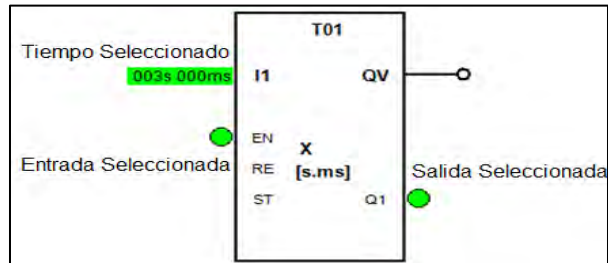 T01
Tiempo Seleccionado
003s 000ms I1 QV
EN
X
Entrada Seleccionada RE [s.ms] Salida Seleccionada
ST Q1